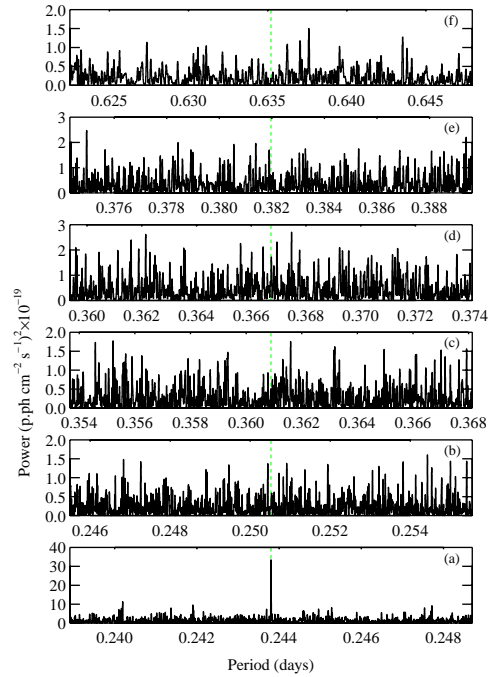 (f)
2.0
1.5
1.0
0.5
0.0
0.625 0.630 0.635 0.640 0.645
(e)
3
2
1
0
0.376 0.378 0.380 0.382 0.384 0.386 0.388
(d)
3
2
1
0
0.360 0.362 0.364 0.366 0.368 0.370 0.372 0.374
(c)
2.0
1.5
1.0
0.5
0.0
0.354 0.356 0.358 0.360 0.362 0.364 0.366 0.368
(b)
2.0
1.5
1.0
0.5
0.0
0.246 0.248 0.250 0.252 0.254
(a)
40
30
20
10
0
0.240 0.242 0.244 0.246 0.248
Power (p.ph cm⁻² s⁻¹)²×10⁻¹⁹
Period (days)